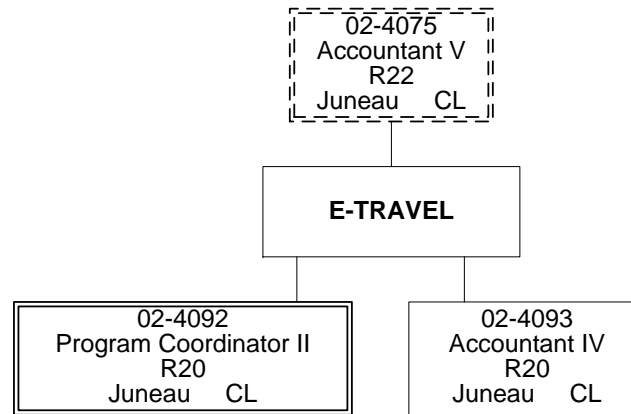 02-4075
Accountant V
R22
Juneau CL
E-TRAVEL
02-4092
Program Coordinator II
R20
Juneau CL
02-4093
Accountant IV
R20
Juneau CL